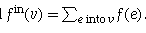 l f^in(v) = ∑_{e into v} f(e).